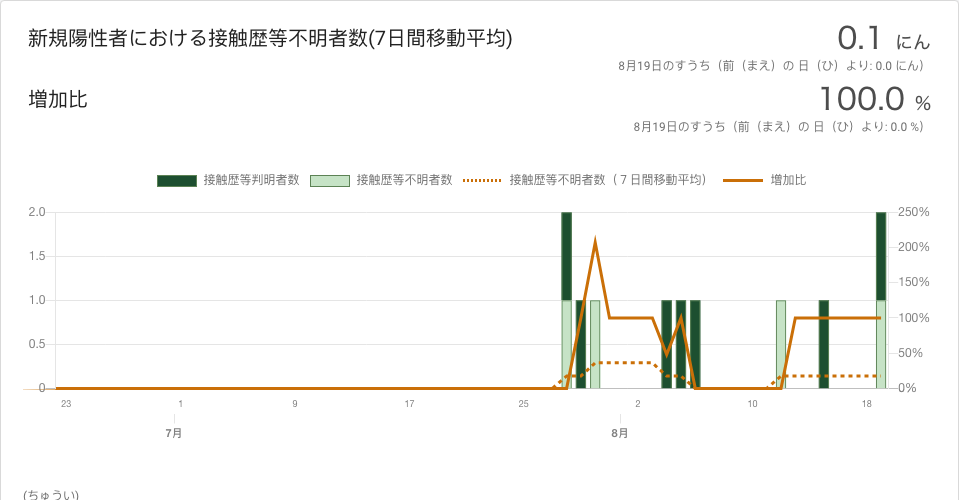 新規陽性者における接触歴等不明者数(7日間移動平均)
0.1 にん
8月19日のすうち（前（まえ）の 日（ひ）より: 0.0 にん）
増加比
100.0 %
8月19日のすうち（前（まえ）の 日（ひ）より: 0.0 %）
接触歴等判明者数 接触歴等不明者数 接触歴等不明者数（７日間移動平均） 増加比
2.0 250%
200%
1.5
150%
1.0 100%
0.5 50%
0 0%
23 1 9 17 25 2 10 18
7月 8月
(ちゅうい)